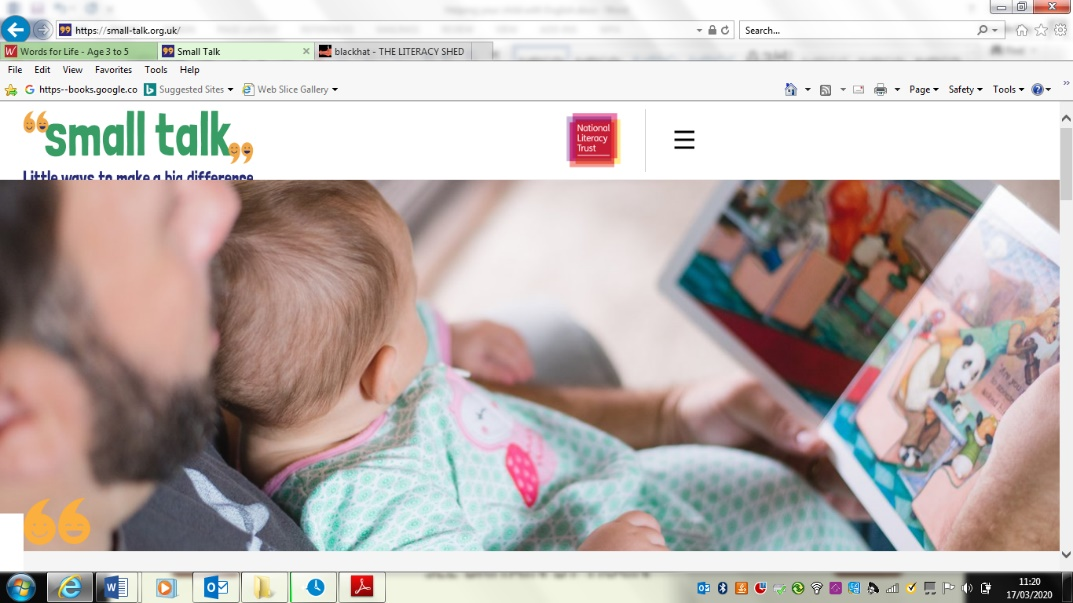 https://small-talk.org.uk/
Search...
Words for Life - Age 3 to 5
Small Talk
blackhat - THE LITERACY SHED
File Edit View Favorites Tools Help
https--books.google.co Suggested Sites Web Slice Gallery Page Safety Tools
small talk
Little ways to make a big difference
National
Literacy
Trust
11:20
17/03/2020